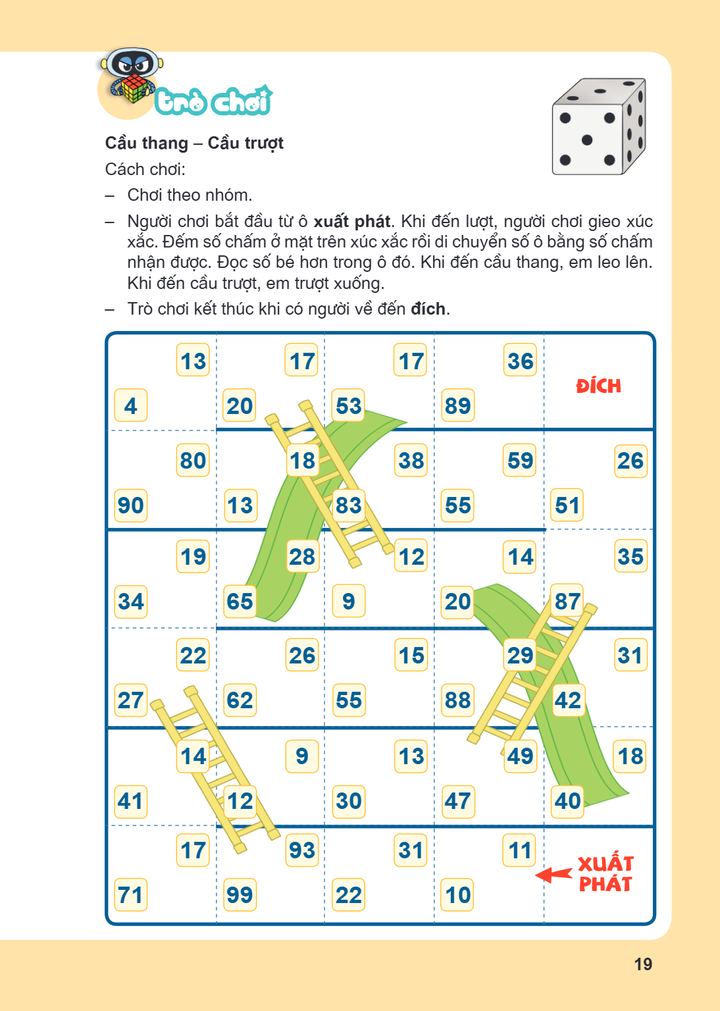 trò chơi
Cầu thang – Cầu trượt
Cách chơi:
– Chơi theo nhóm.
– Người chơi bắt đầu từ ô xuất phát. Khi đến lượt, người chơi gieo xúc
xắc. Đếm số chấm ở mặt trên xúc xắc rồi di chuyển số ô bằng số chấm
nhận được. Đọc số bé hơn trong ô đó. Khi đến cầu thang, em leo lên.
Khi đến cầu trượt, em trượt xuống.
– Trò chơi kết thúc khi có người về đến đích.
13 17 17 36
ĐÍCH
4 20 53 89
80 18 38 59 26
90 13 83 55 51
19 28 12 14 35
34 65 9 20 87
22 26 15 29 31
27 62 55 88 42
14 9 13 49 18
41 12 30 47 40
17 93 31 11
XUẤT
PHÁT
71 99 22 10
19